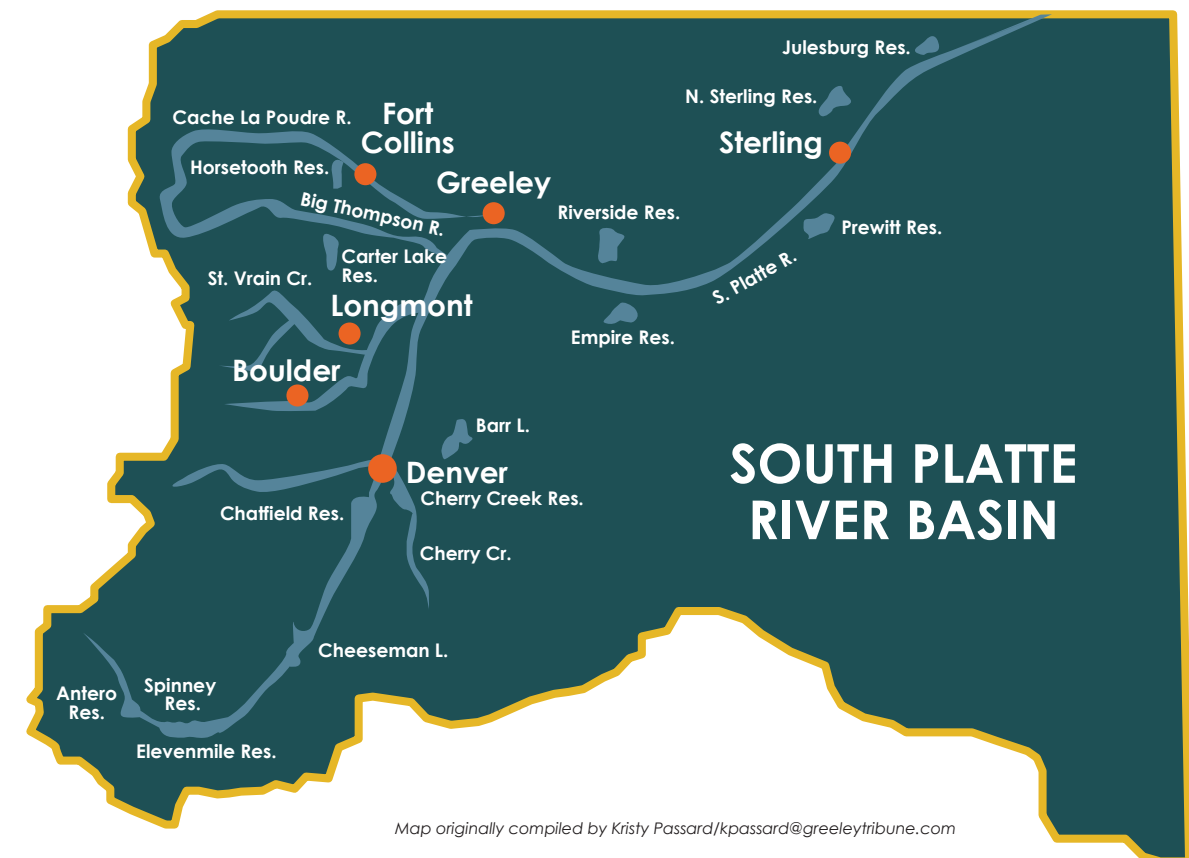 Julesburg Res.
N. Sterling Res.
Sterling
Cache La Poudre R.
Fort
Collins
Horsetooth Res.
Greeley
Big Thompson R.
Riverside Res.
Prewitt Res.
Carter Lake
Res.
S. Platte R.
St. Vrain Cr.
Longmont
Empire Res.
Boulder
Barr L.
SOUTH PLATTE
RIVER BASIN
Denver
Cherry Creek Res.
Chatfield Res.
Cherry Cr.
Cheeseman L.
Spinney
Res.
Antero
Res.
Elevenmile Res.
Map originally compiled by Kristy Passard/kpassard@greeleytribune.com